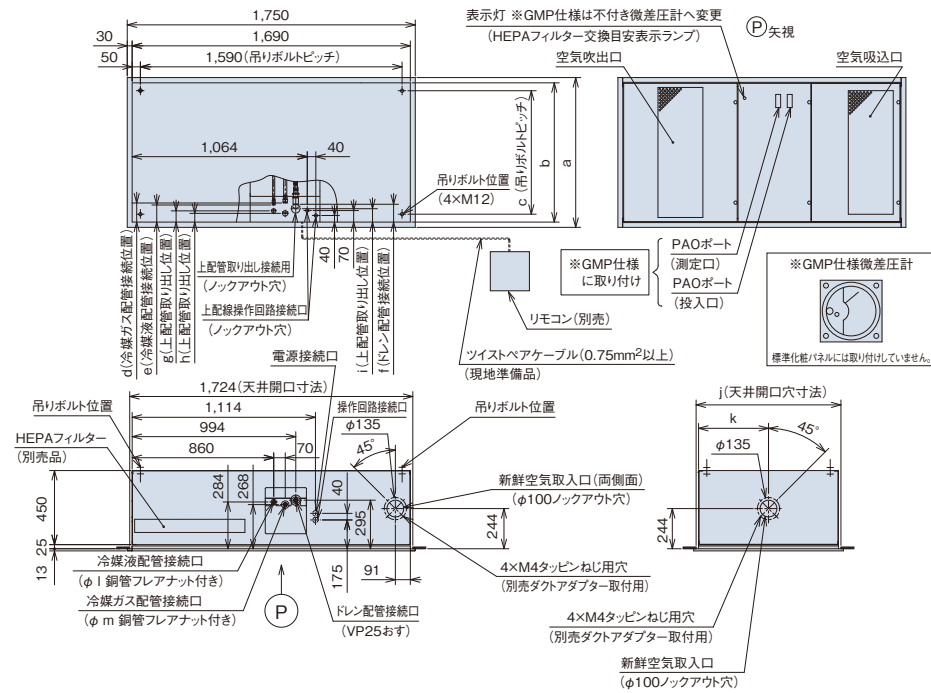 1,750
30
1,690
50
1,590(吊りボルトピッチ)
1,064
40
c(吊りボルトピッチ)
b
a
吊りボルト位置
(4×M12)
40
70
上配管取り出し接続用
(ノックアウト穴)
上配線操作回路接続口
(ノックアウト穴)
d(冷媒ガス配管接続位置)
e(冷媒液配管接続位置)
g(上配管取り出し位置)
h(上配管取り出し位置)
i(上配管取り出し位置)
f(ドレン配管接続位置)
リモコン(別売)
ツイストペアケーブル(0.75mm²以上)
(現地準備品)
表示灯 ※GMP仕様は不付き微差圧計へ変更
(HEPAフィルター交換目安表示ランプ)
P矢視
空気吹出口
空気吸込口
※GMP仕様
に取り付け
PAOポート
(測定口)
PAOポート
(投入口)
※GMP仕様微差圧計
標準化粧パネルには取り付けしていません。
電源接続口
1,724(天井開口寸法)
吊りボルト位置
1,114
操作回路接続口
吊りボルト位置
HEPAフィルター
(別売品)
994
φ135
860
70
45°
284
268
40
295
450
25
13
175
91
244
新鮮空気取入口(両側面)
(φ100ノックアウト穴)
4×M4タッピンねじ用穴
(別売ダクトアダプター取付用)
冷媒液配管接続口
(φ l 銅管フレアナット付き)
冷媒ガス配管接続口
(φ m 銅管フレアナット付き)
P
ドレン配管接続口
(VP25おす)
j(天井開口穴寸法)
k
45°
φ135
244
4×M4タッピンねじ用穴
(別売ダクトアダプター取付用)
新鮮空気取入口
(φ100ノックアウト穴)